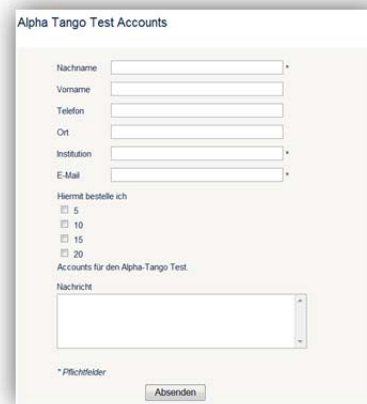 Alpha Tango Test Accounts
Nachname *
Vorname
Telefon
Ort
Institution *
E-Mail *
Hiermit bestelle ich
5
10
15
20
Accounts für den Alpha-Tango Test.
Nachricht
* Pflichtfelder
Absenden